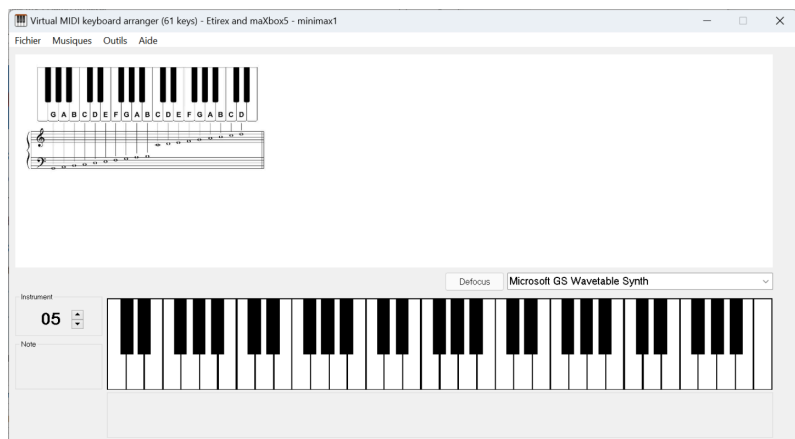 Virtual MIDI keyboard arranger (61 keys) - Etirex and maXbox5 - minimax1
Fichier Musiques Outils Aide
G A B C D E F G A B C D E F G A B C D
Defocus Microsoft GS Wavetable Synth
Instrument
05
Note